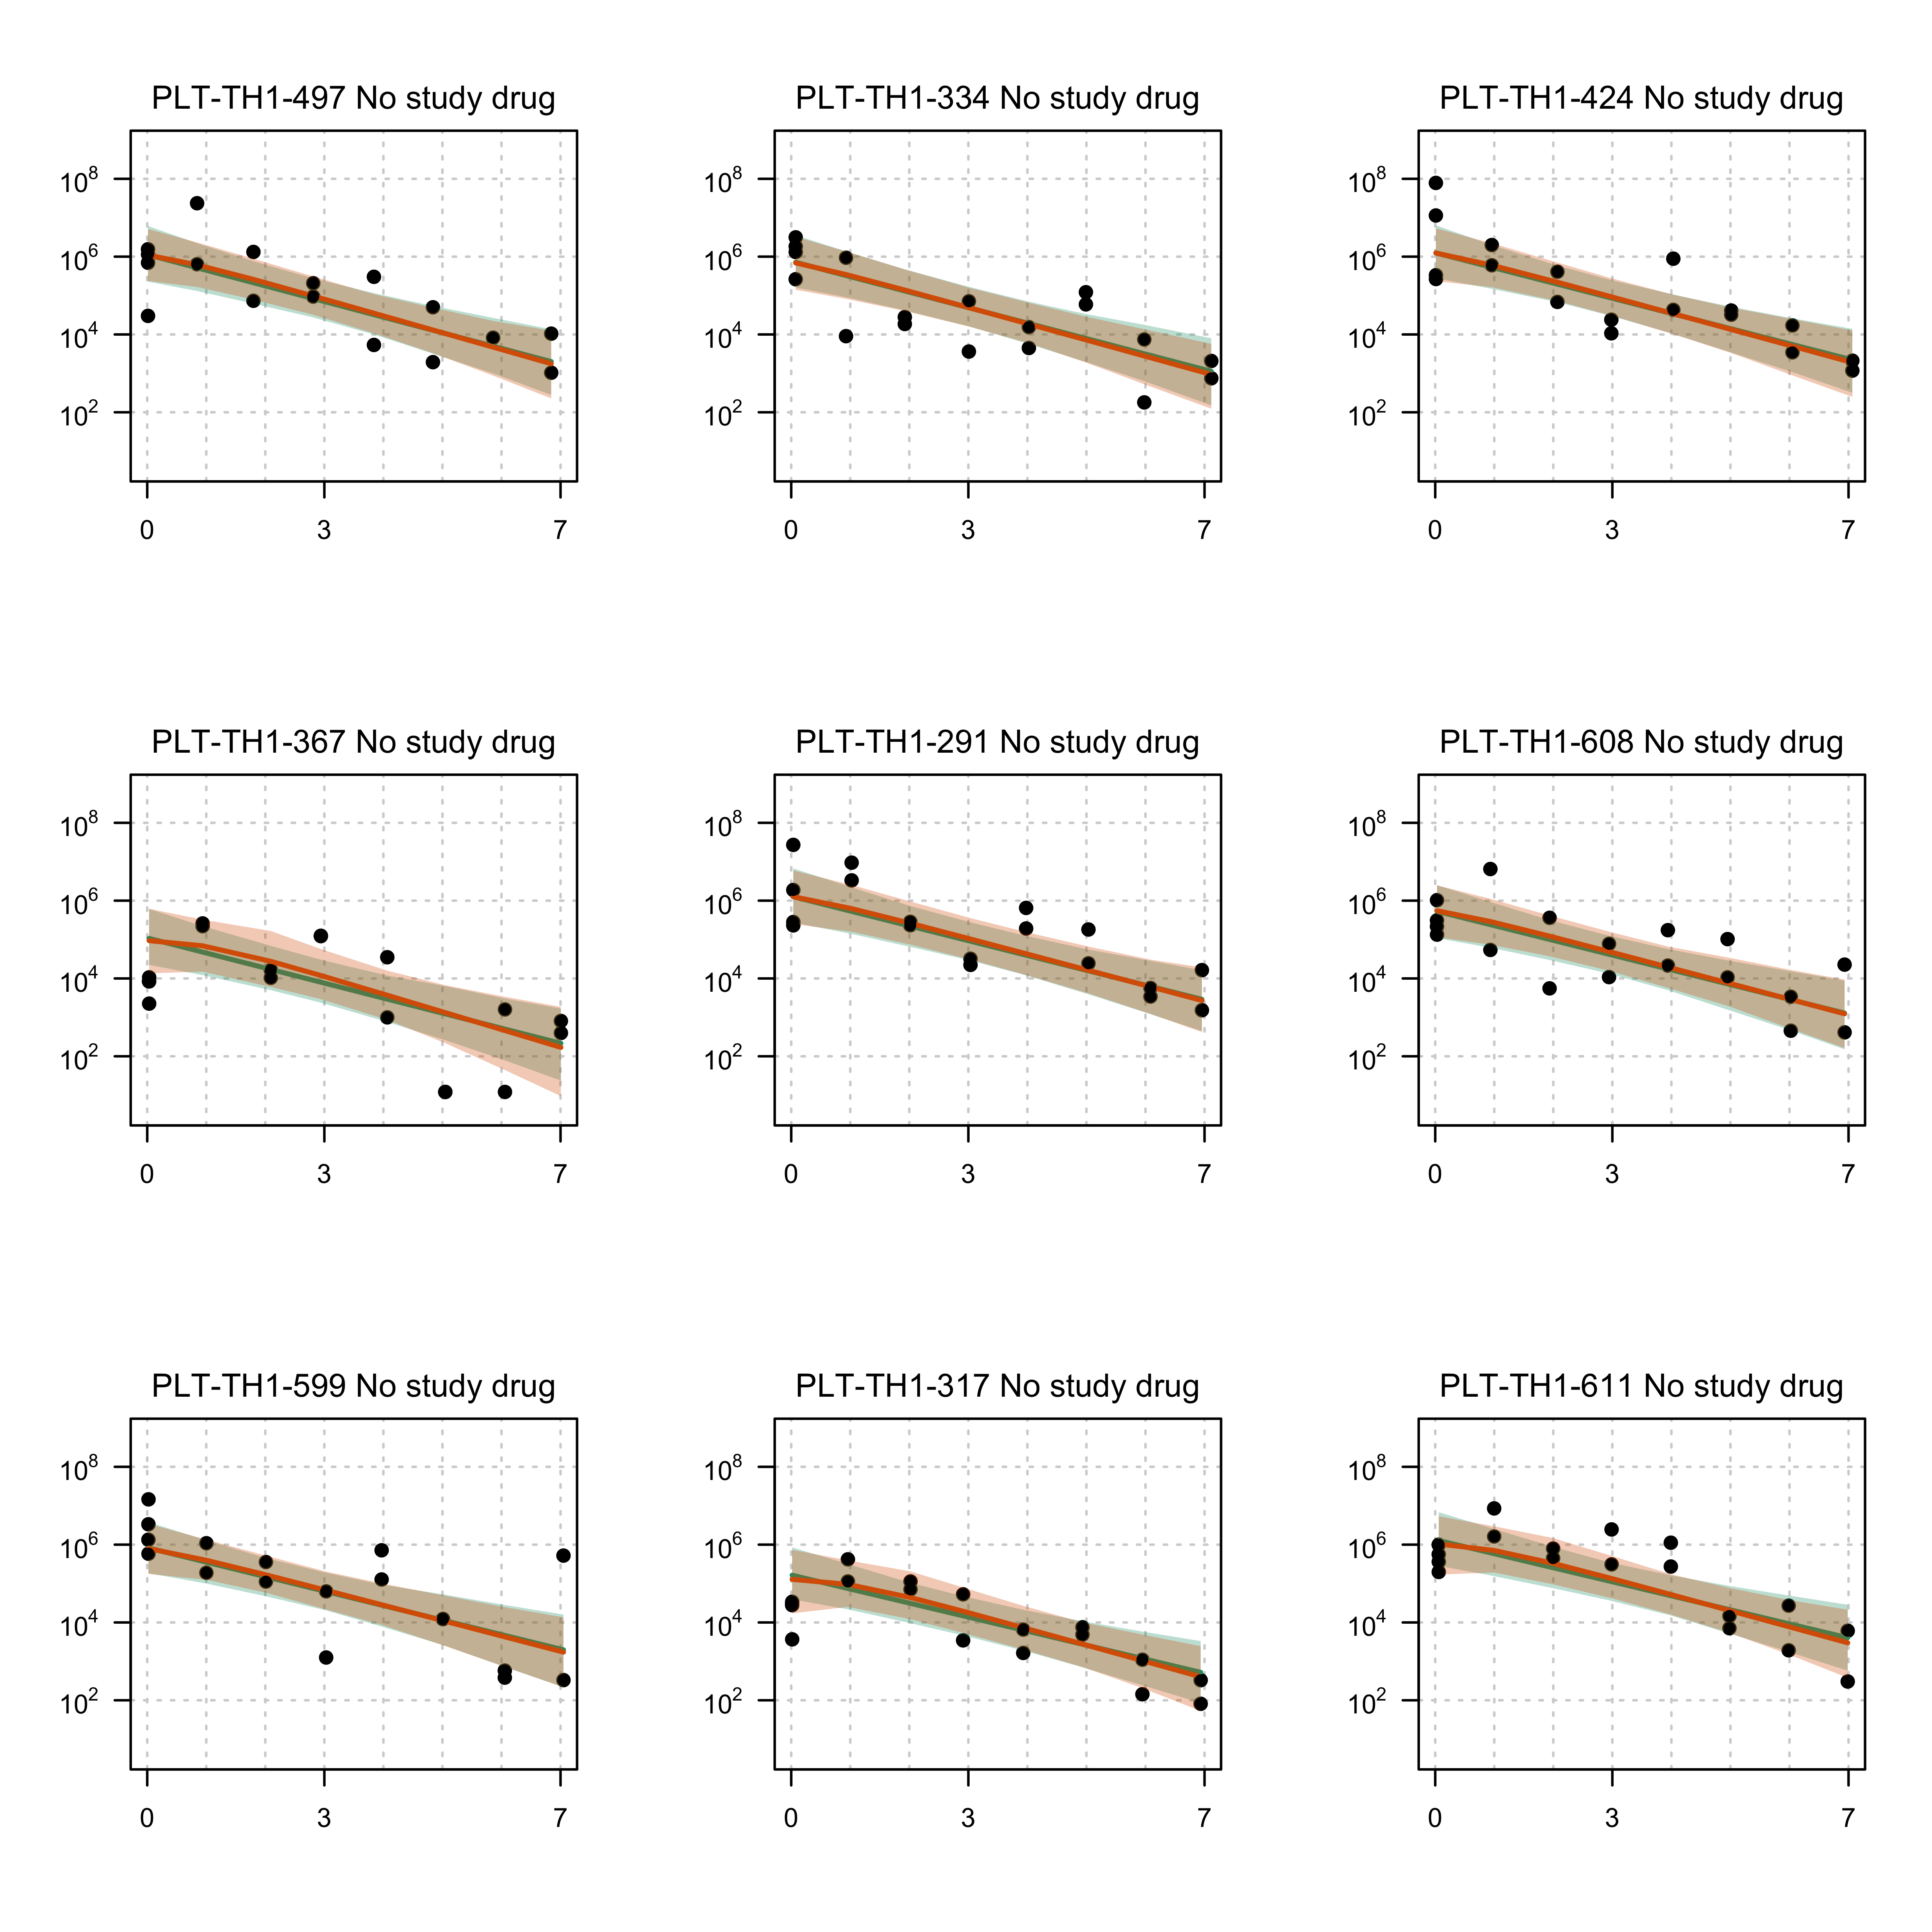 PLT-TH1-497 No study drug
10^8
10^6
10^4
10^2
0 3 7
PLT-TH1-334 No study drug
10^8
10^6
10^4
10^2
0 3 7
PLT-TH1-424 No study drug
10^8
10^6
10^4
10^2
0 3 7
PLT-TH1-367 No study drug
10^8
10^6
10^4
10^2
0 3 7
PLT-TH1-291 No study drug
10^8
10^6
10^4
10^2
0 3 7
PLT-TH1-608 No study drug
10^8
10^6
10^4
10^2
0 3 7
PLT-TH1-599 No study drug
10^8
10^6
10^4
10^2
0 3 7
PLT-TH1-317 No study drug
10^8
10^6
10^4
10^2
0 3 7
PLT-TH1-611 No study drug
10^8
10^6
10^4
10^2
0 3 7